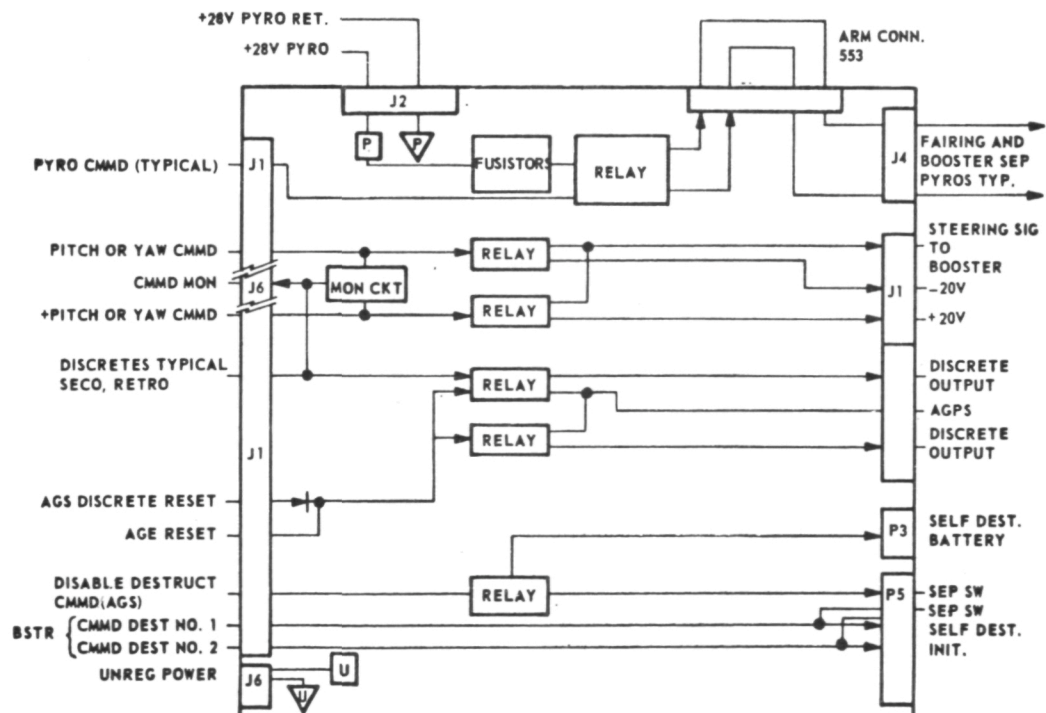 +28V PYRO RET.
+28V PYRO
ARM CONN.
553
J2
P
P
J1
PYRO CMMD (TYPICAL)
FUSISTORS
RELAY
J4
FAIRING AND
BOOSTER SEP
PYROS TYP.
PITCH OR YAW CMMD
RELAY
STEERING SIG
TO
BOOSTER
CMMD MON
J6
MON CKT
J1
-20V
+PITCH OR YAW CMMD
RELAY
+20V
DISCRETES TYPICAL
SECO, RETRO
RELAY
DISCRETE
OUTPUT
AGPS
J1
RELAY
DISCRETE
OUTPUT
AGS DISCRETE RESET
AGE RESET
P3
SELF DEST.
BATTERY
DISABLE DESTRUCT
CMMD(AGS)
RELAY
P5
SEP SW
SEP SW
BSTR
CMMD DEST NO. 1
CMMD DEST NO. 2
SELF DEST.
INIT.
UNREG POWER
J6
U
U